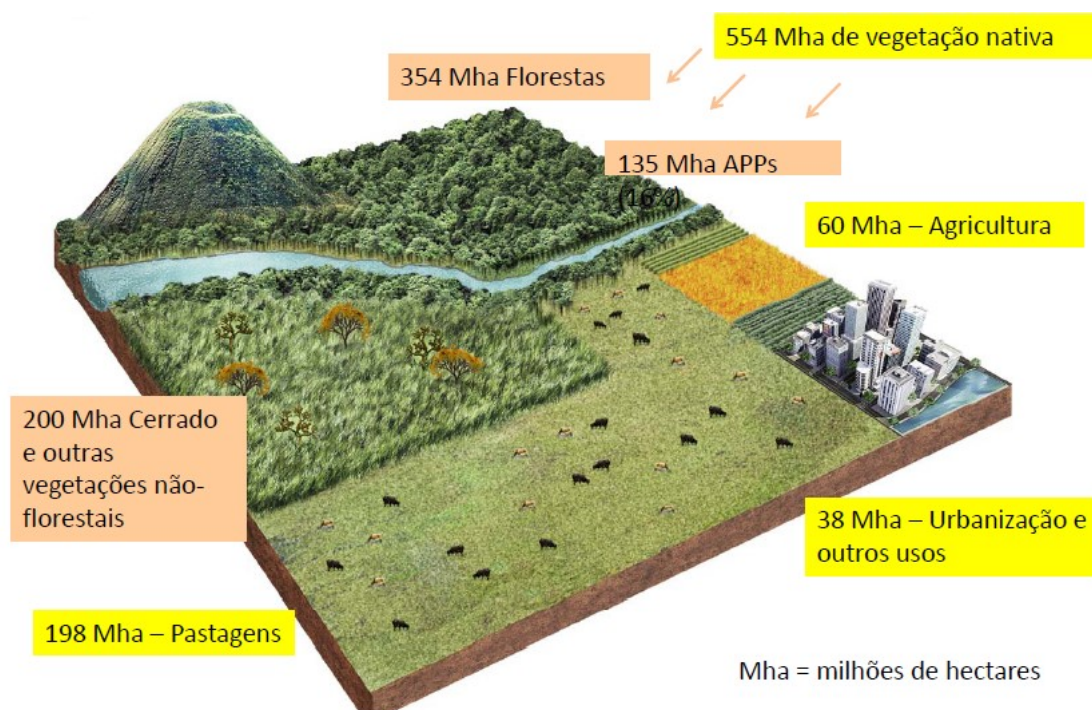 554 Mha de vegetação nativa
354 Mha Florestas
135 Mha APPs
(16%)
60 Mha – Agricultura
200 Mha Cerrado
e outras
vegetações não-
florestais
38 Mha – Urbanização e
outros usos
198 Mha – Pastagens
Mha = milhões de hectares